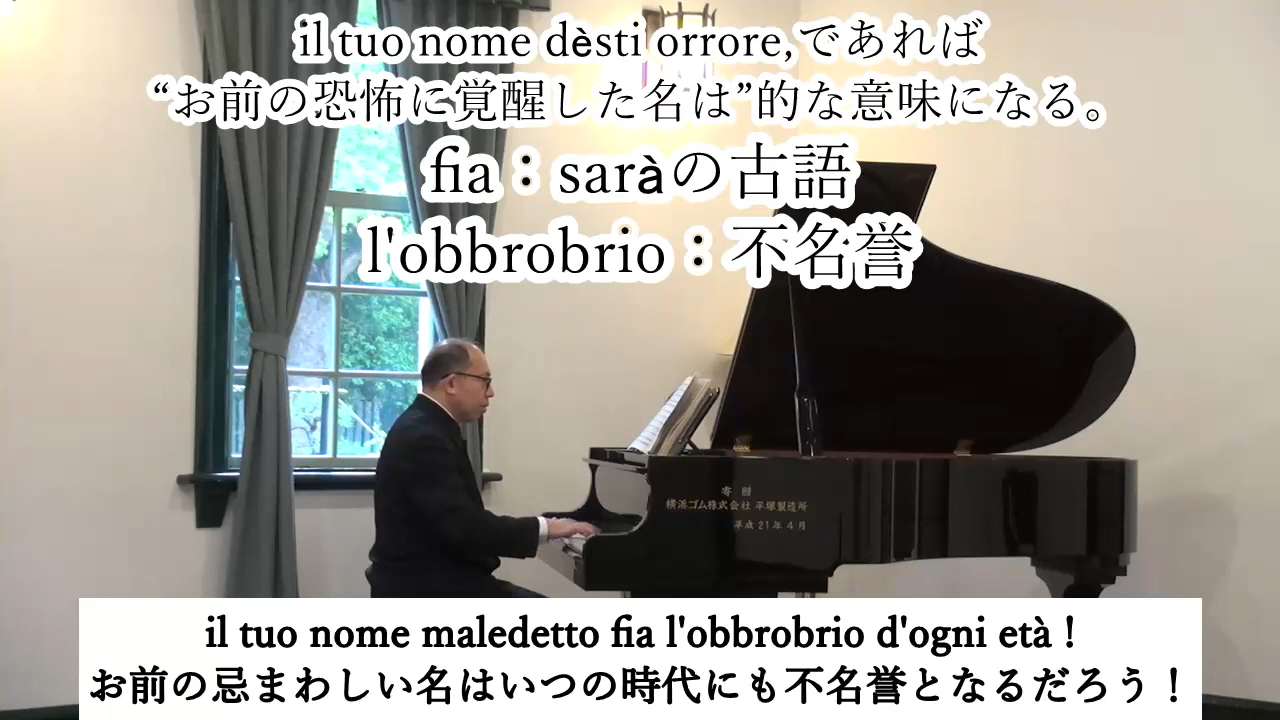 il tuo nome dèsti orrore,であれば
“お前の恐怖に覚醒した名は”的な意味になる。
fia：saràの古語
l'obbrobrio：不名誉
寄贈
横浜ゴム株式会社 平塚製造所
平成21年4月
il tuo nome maledetto fia l'obbrobrio d'ogni età !
お前の忌まわしい名はいつの時代にも不名誉となるだろう！